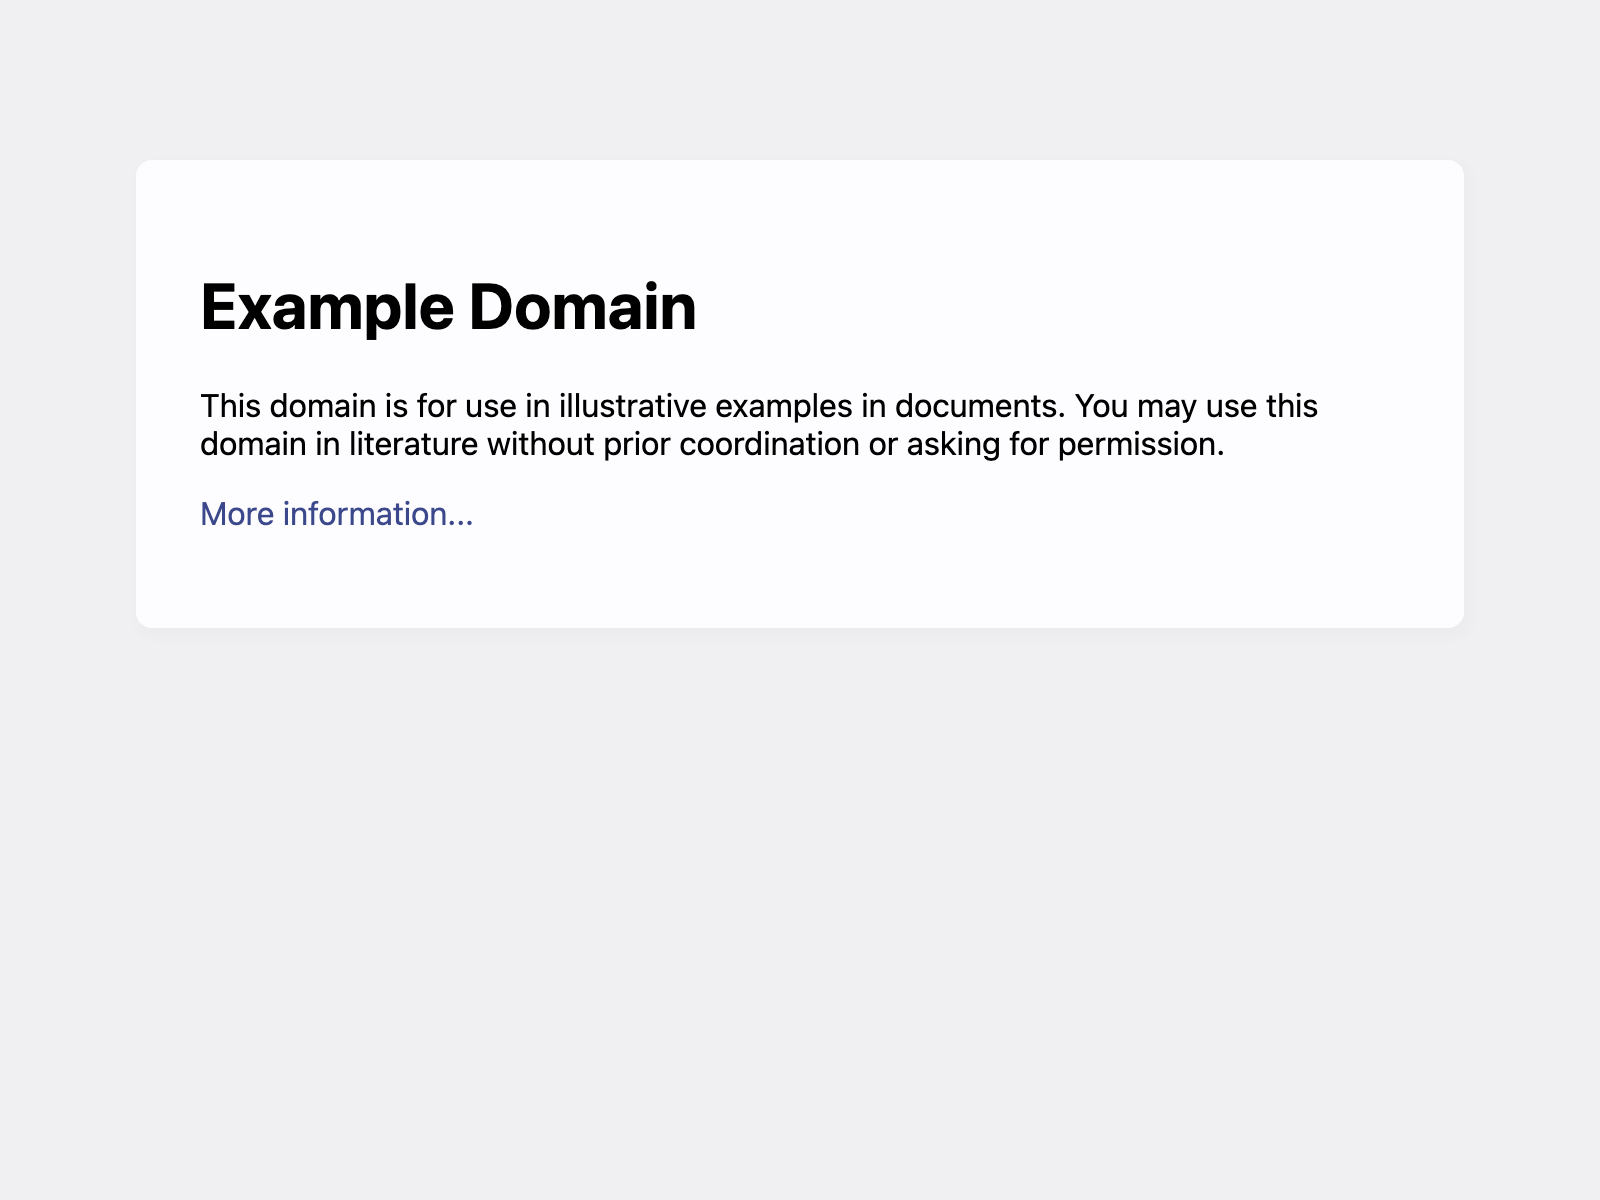 Example Domain
This domain is for use in illustrative examples in documents. You may use this
domain in literature without prior coordination or asking for permission.
More information...